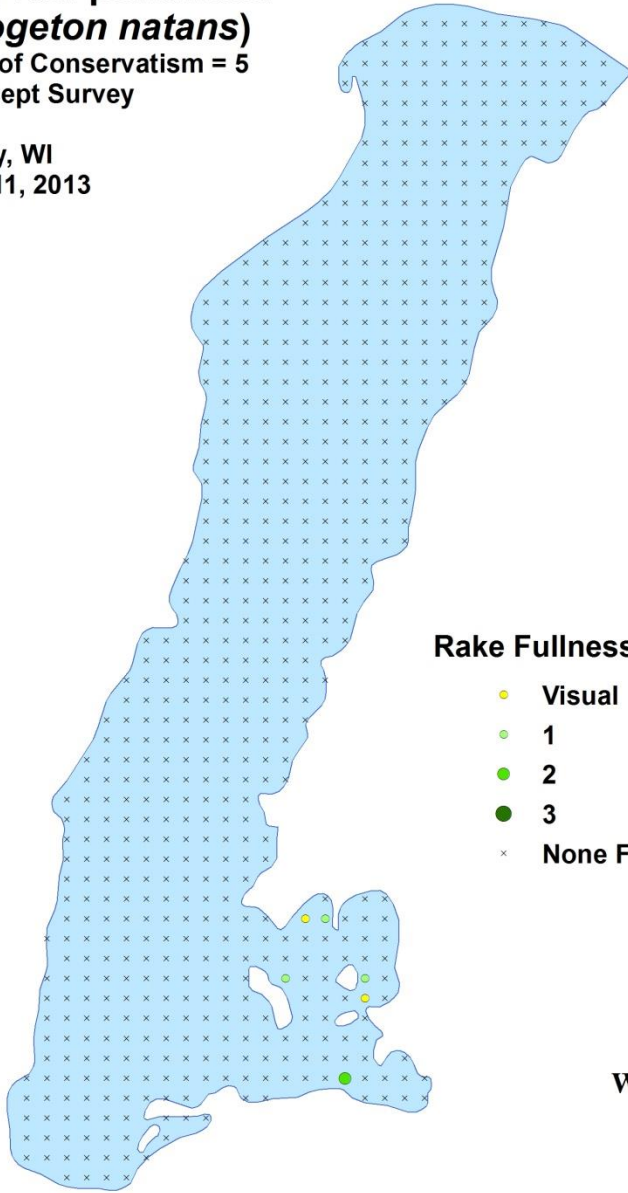 ogeton natans)
of Conservatism = 5
ept Survey
y, WI
11, 2013
Rake Fullness
Visual
1
2
3
None F
W